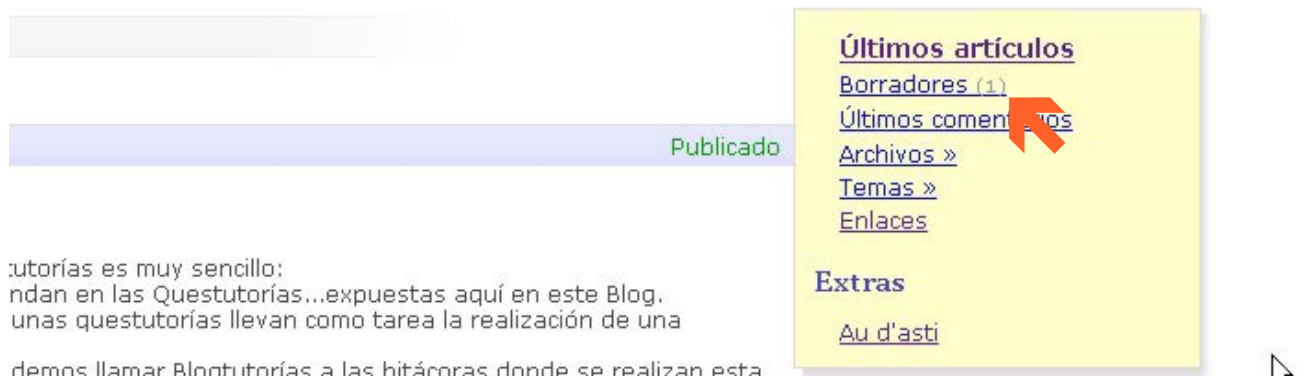 Publicado
tutorías es muy sencillo:
ndan en las Questutorías...expuestas aquí en este Blog.
unas questutorías llevan como tarea la realización de una
demos llamar Blogtutorías a las bitácoras donde se realizan esta
Últimos artículos
Borradores (1)
Últimos comentarios
Archivos »
Temas »
Enlaces
Extras
Au d'asti